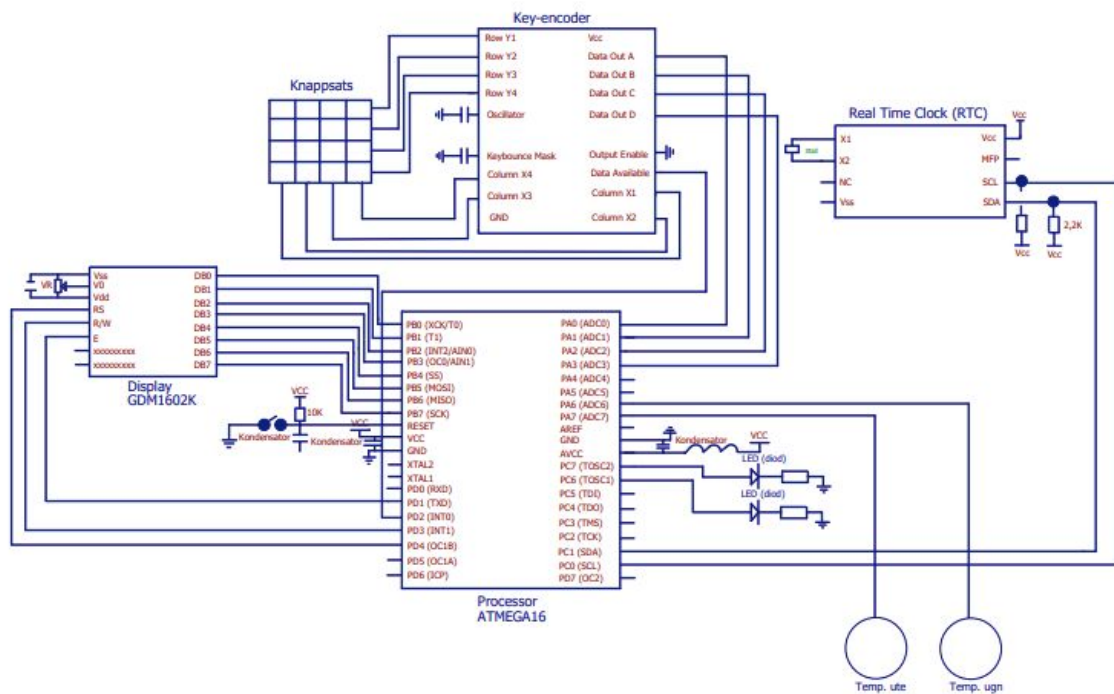 Key-encoder
Row Y1
Row Y2
Row Y3
Row Y4
Oscillator
Keybounce Mask
Column X4
Column X3
GND
Vcc
Data Out A
Data Out B
Data Out C
Data Out D
Output Enable
Data Available
Column X1
Column X2
Knappsats
Real Time Clock (RTC)
X1
X2
NC
Vss
Vcc
MFP
SCL
SDA
Vcc
2,2K
Vcc
Vcc
VR
Vss
V0
Vdd
RS
R/W
E
xxxxxxxxx
xxxxxxxxx
DB0
DB1
DB2
DB3
DB4
DB5
DB6
DB7
Display
GDM1602K
VCC
10K
Kondensator
Kondensator
VCC
PB0 (XCK/T0)
PB1 (T1)
PB2 (INT2/AIN0)
PB3 (OC0/AIN1)
PB4 (SS)
PB5 (MOSI)
PB6 (MISO)
PB7 (SCK)
RESET
VCC
GND
XTAL2
XTAL1
PD0 (RXD)
PD1 (TXD)
PD2 (INT0)
PD3 (INT1)
PD4 (OC1B)
PD5 (OC1A)
PD6 (ICP)
PA0 (ADC0)
PA1 (ADC1)
PA2 (ADC2)
PA3 (ADC3)
PA4 (ADC4)
PA5 (ADC5)
PA6 (ADC6)
PA7 (ADC7)
AREF
GND
AVCC
PC7 (TOSC2)
PC6 (TOSC1)
PC5 (TDI)
PC4 (TDO)
PC3 (TMS)
PC2 (TCK)
PC1 (SDA)
PC0 (SCL)
PD7 (OC2)
Processor
ATMEGA16
Kondensator
VCC
LED (diod)
LED (diod)
Temp. ute
Temp. ugn